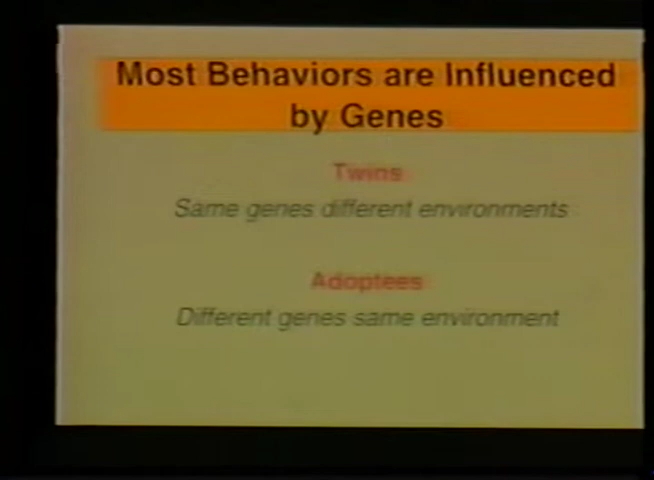 Most Behaviors are Influenced
by Genes
Twins
Same genes different environments
Adoptees
Different genes same environment